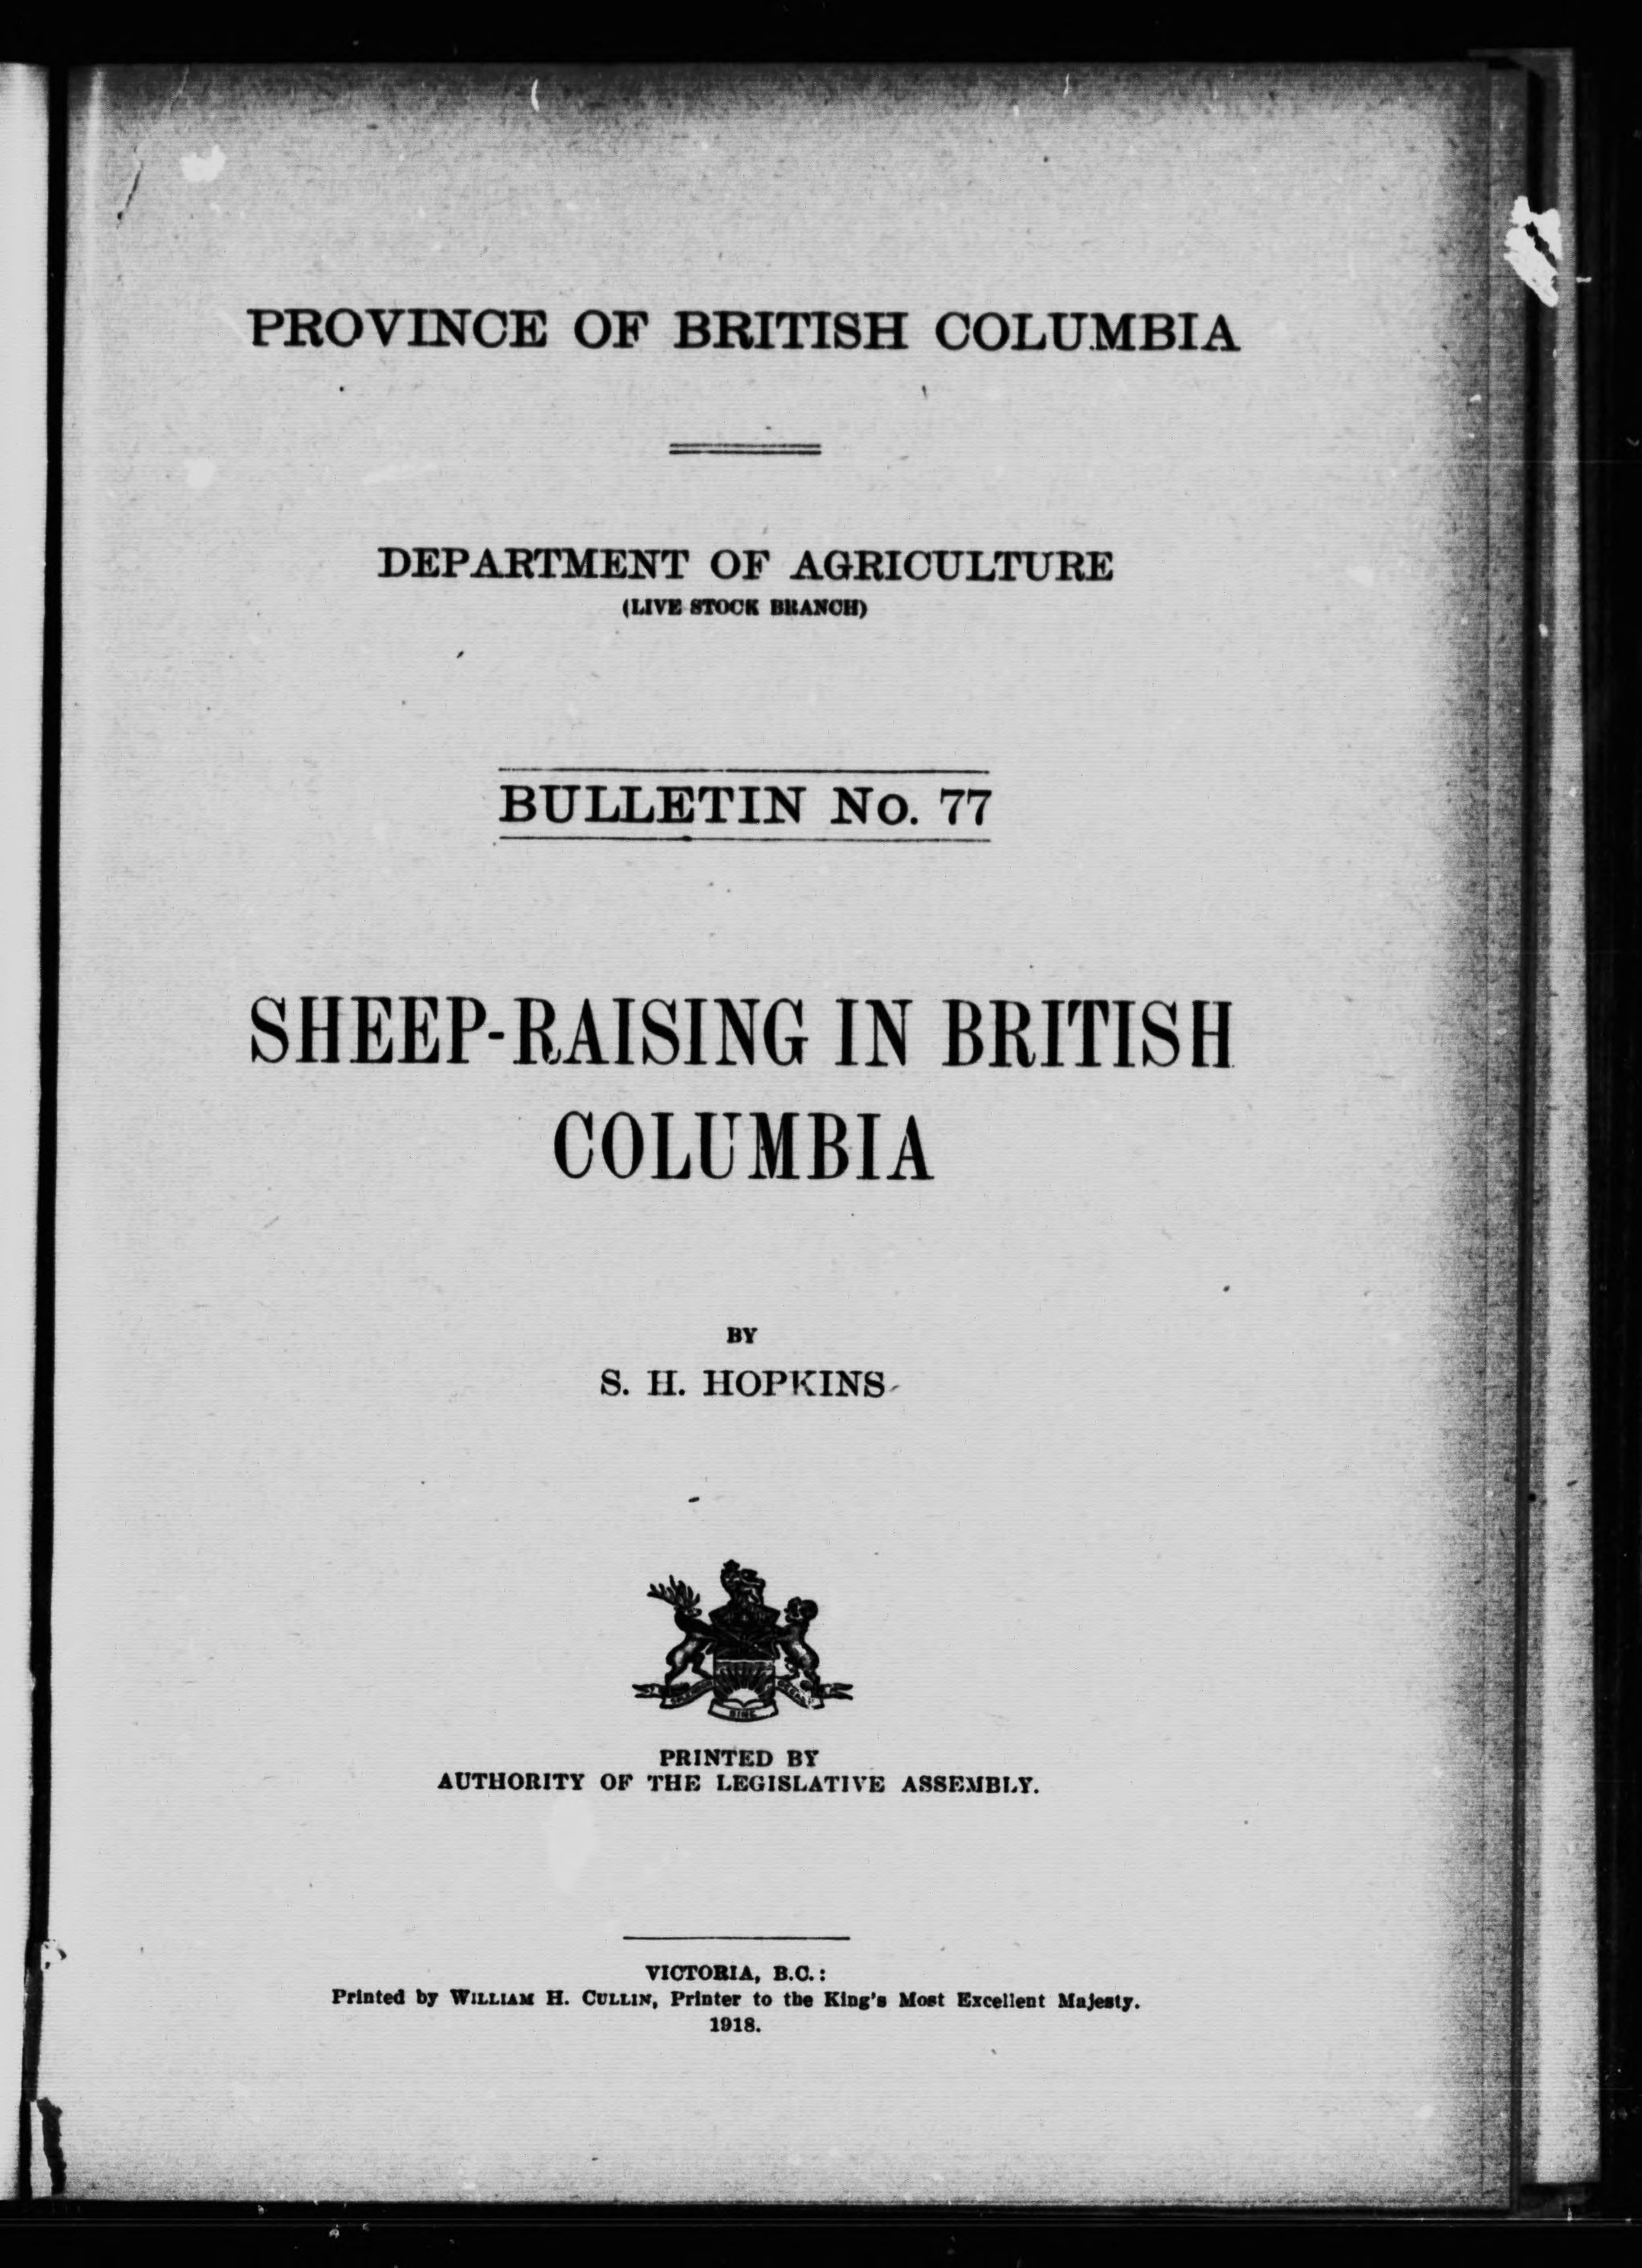 PROVINCE OF BRITISH COLUMBIA
DEPARTMENT OF AGRICULTURE
(LIVE STOCK BRANCH)
BULLETIN No. 77
SHEEP-RAISING IN BRITISH
COLUMBIA
BY
S. H. HOPKINS
PRINTED BY
AUTHORITY OF THE LEGISLATIVE ASSEMBLY.
VICTORIA, B.C.:
Printed by WILLIAM H. CULLIN, Printer to the King's Most Excellent Majesty.
1918.